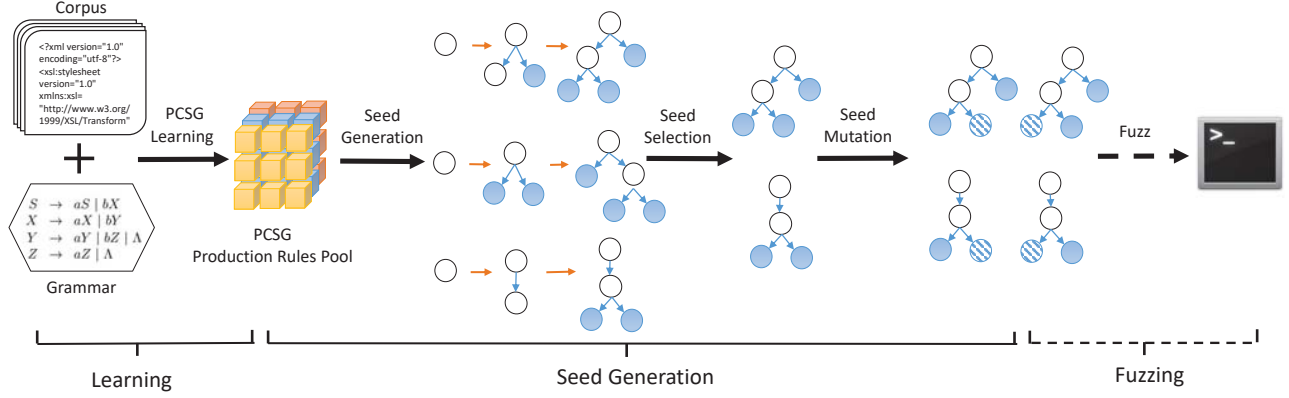 Corpus
<?xml version="1.0"
encoding="utf-8"?>
<xsl:stylesheet
version="1.0"
xmlns:xsl=
"http://www.w3.org/
1999/XSL/Transform"
S → aS | bX
X → aX | bY
Y → aY | bZ | Λ
Z → aZ | Λ
Grammar
PCSG
Learning
PCSG
Production Rules Pool
Seed
Generation
Seed
Selection
Seed
Mutation
Fuzz
>_
Learning
Seed Generation
Fuzzing